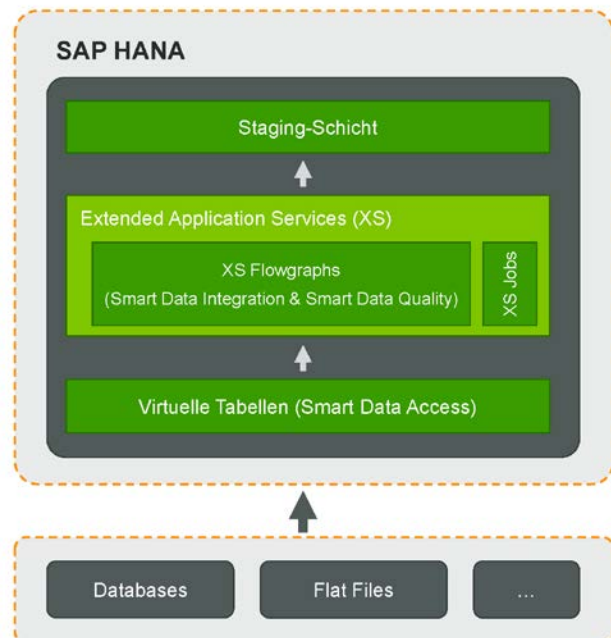 SAP HANA
Staging-Schicht
Extended Application Services (XS)
XS Flowgraphs
(Smart Data Integration & Smart Data Quality)
XS Jobs
Virtuelle Tabellen (Smart Data Access)
Databases
Flat Files
...